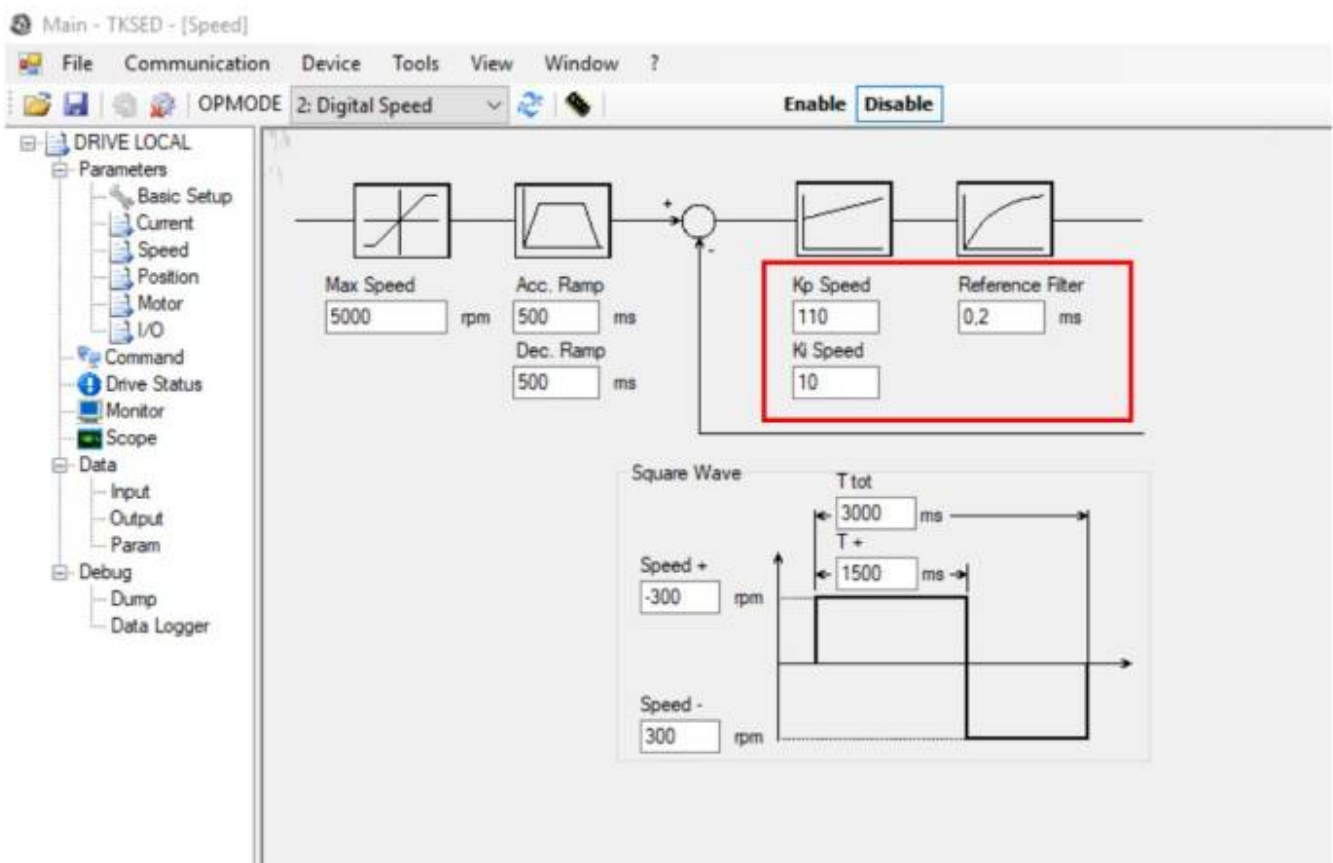 Main - TKSED - [Speed]
File Communication Device Tools View Window ?
OPMODE 2: Digital Speed Enable Disable
DRIVE LOCAL
Parameters
Basic Setup
Current
Speed
Position
Motor
I/O
Command
Drive Status
Monitor
Scope
Data
Input
Output
Param
Debug
Dump
Data Logger
Max Speed
5000 rpm
Acc. Ramp
500 ms
Dec. Ramp
500 ms
+
-
Kp Speed
110
Ki Speed
10
Reference Filter
0,2 ms
Square Wave
T tot
3000 ms
T +
1500 ms
Speed +
-300 rpm
Speed -
300 rpm